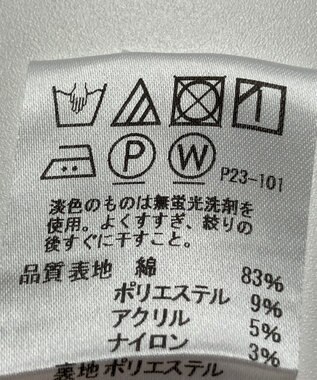 P
W
P23-101
淡色のものは無蛍光洗剤を
使用。よくすすぎ、絞りの
後すぐに干すこと。
品質表地 綿 83%
ポリエステル 9%
アクリル 5%
ナイロン 3%
裏地ポリエステル